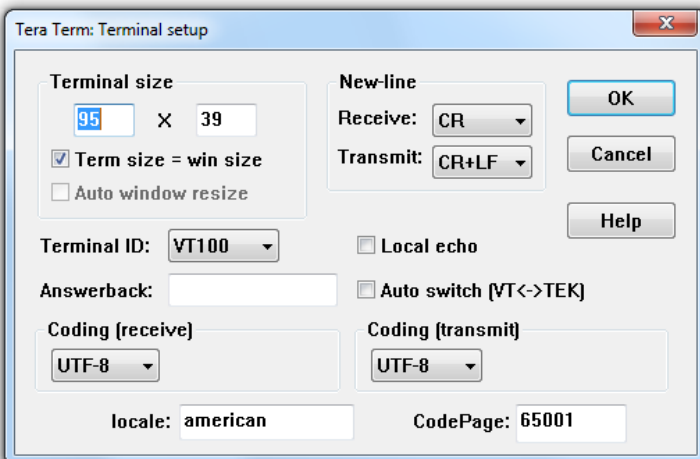 Tera Term: Terminal setup
Terminal size
95 X 39
Term size = win size
Auto window resize
New-line
Receive: CR
Transmit: CR+LF
OK
Cancel
Help
Terminal ID: VT100
Local echo
Answerback:
Auto switch (VT<->TEK)
Coding (receive)
UTF-8
Coding (transmit)
UTF-8
locale: american
CodePage: 65001